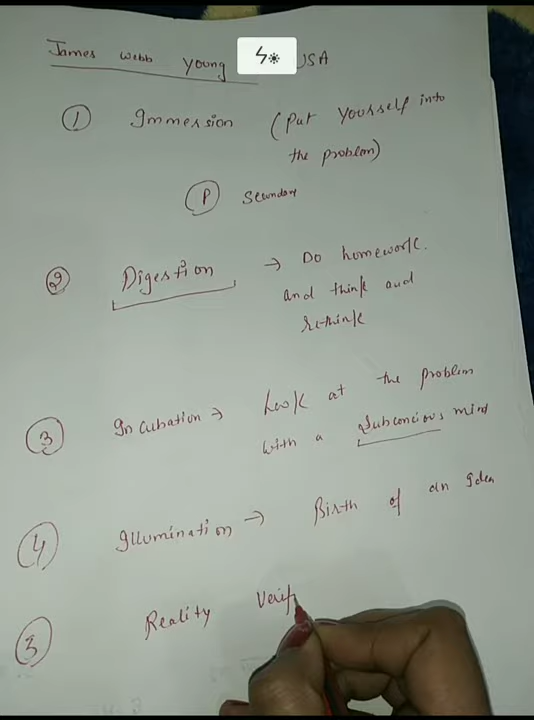 James Webb Young USA
① Immersion (Put Yourself into
the problem)
Ⓟ Secondary
② Digestion → Do homework.
and think and
rethink
③ Incubation → Look at the problem
with a Subconcious mind
④ Illumination → Birth of an Idea
⑤ Reality Verif